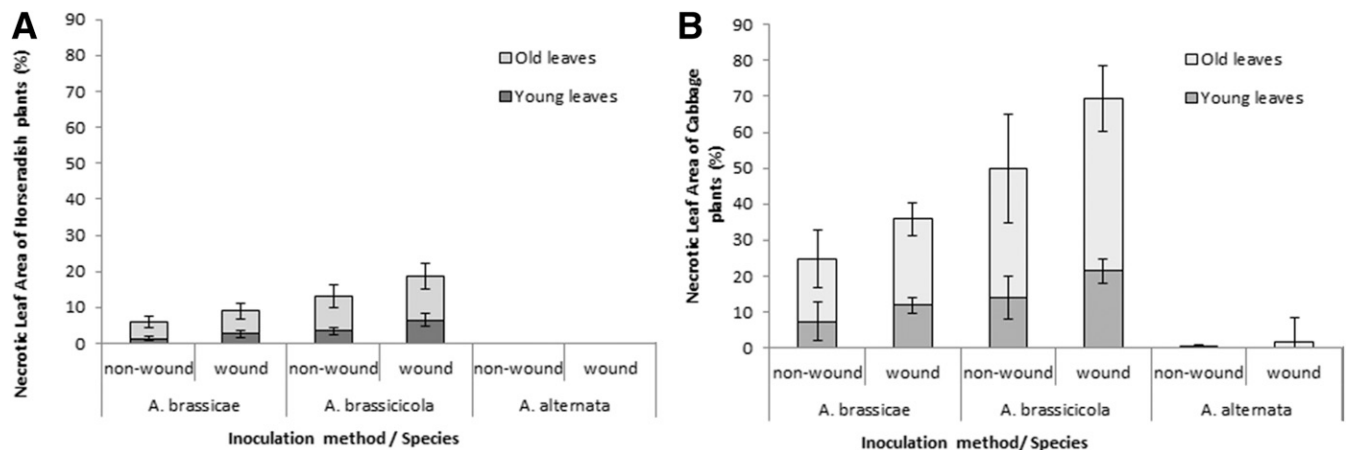 A
Necrotic Leaf Area of Horseradish plants (%)
90
80
70
60
50
40
30
20
10
0
Old leaves
Young leaves
non-wound wound non-wound wound non-wound wound
A. brassicae A. brassicicola A. alternata
Inoculation method/ Species
B
Necrotic Leaf Area of Cabbage
plants (%)
90
80
70
60
50
40
30
20
10
0
Old leaves
Young leaves
non-wound wound non-wound wound non-wound wound
A. brassicae A. brassicicola A. alternata
Inoculation method/ Species